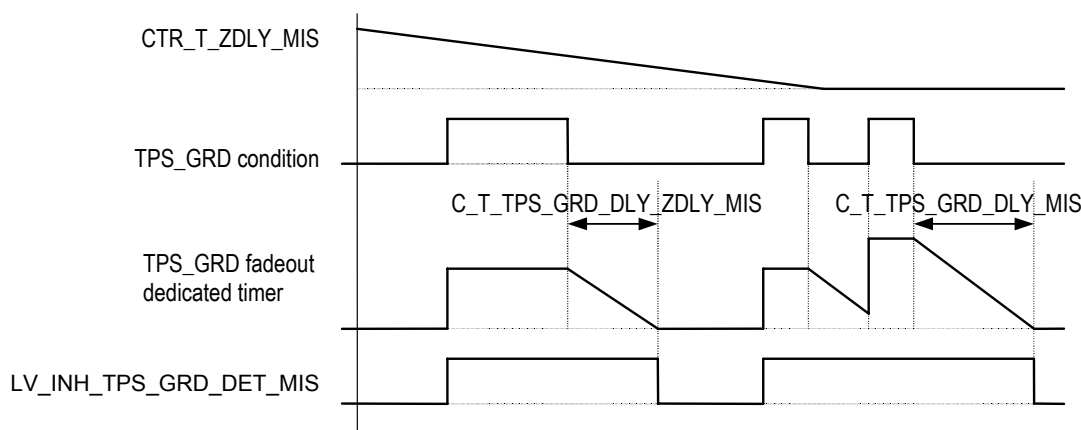 CTR_T_ZDLY_MIS
TPS_GRD condition
C_T_TPS_GRD_DLY_ZDLY_MIS
C_T_TPS_GRD_DLY_MIS
TPS_GRD fadeout
dedicated timer
LV_INH_TPS_GRD_DET_MIS